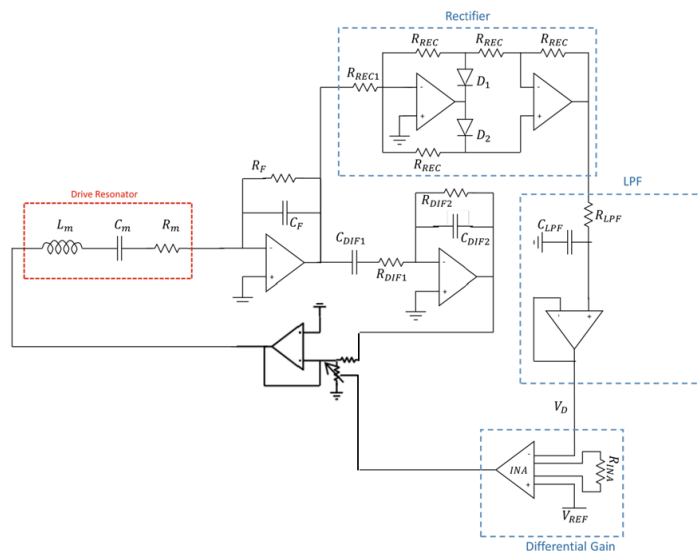 Rectifier
R_REC R_REC R_REC
R_REC1
-
+
D_1
-
+
D_2
R_REC
LPF
R_F
C_F
-
+
R_DIF2
C_DIF2
C_LPF
R_LPF
Drive Resonator
L_m C_m R_m
C_DIF1
R_DIF1
-
+
-
+
V_D
INA
-
+
R_INA
V_REF
Differential Gain